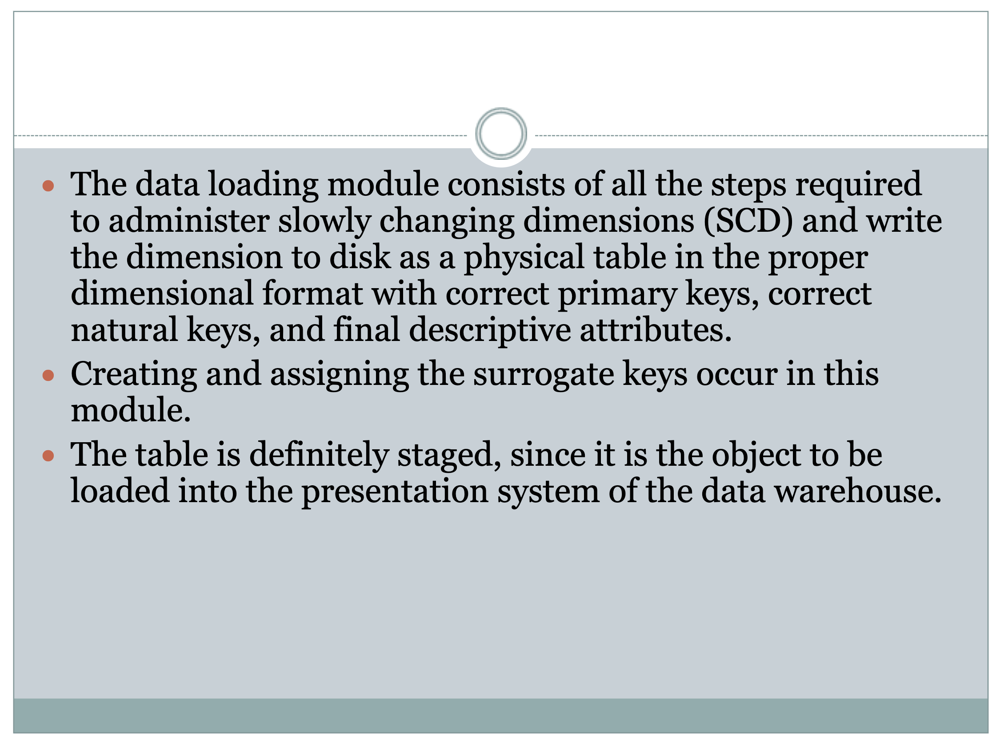 • The data loading module consists of all the steps required
to administer slowly changing dimensions (SCD) and write
the dimension to disk as a physical table in the proper
dimensional format with correct primary keys, correct
natural keys, and final descriptive attributes.
• Creating and assigning the surrogate keys occur in this
module.
• The table is definitely staged, since it is the object to be
loaded into the presentation system of the data warehouse.